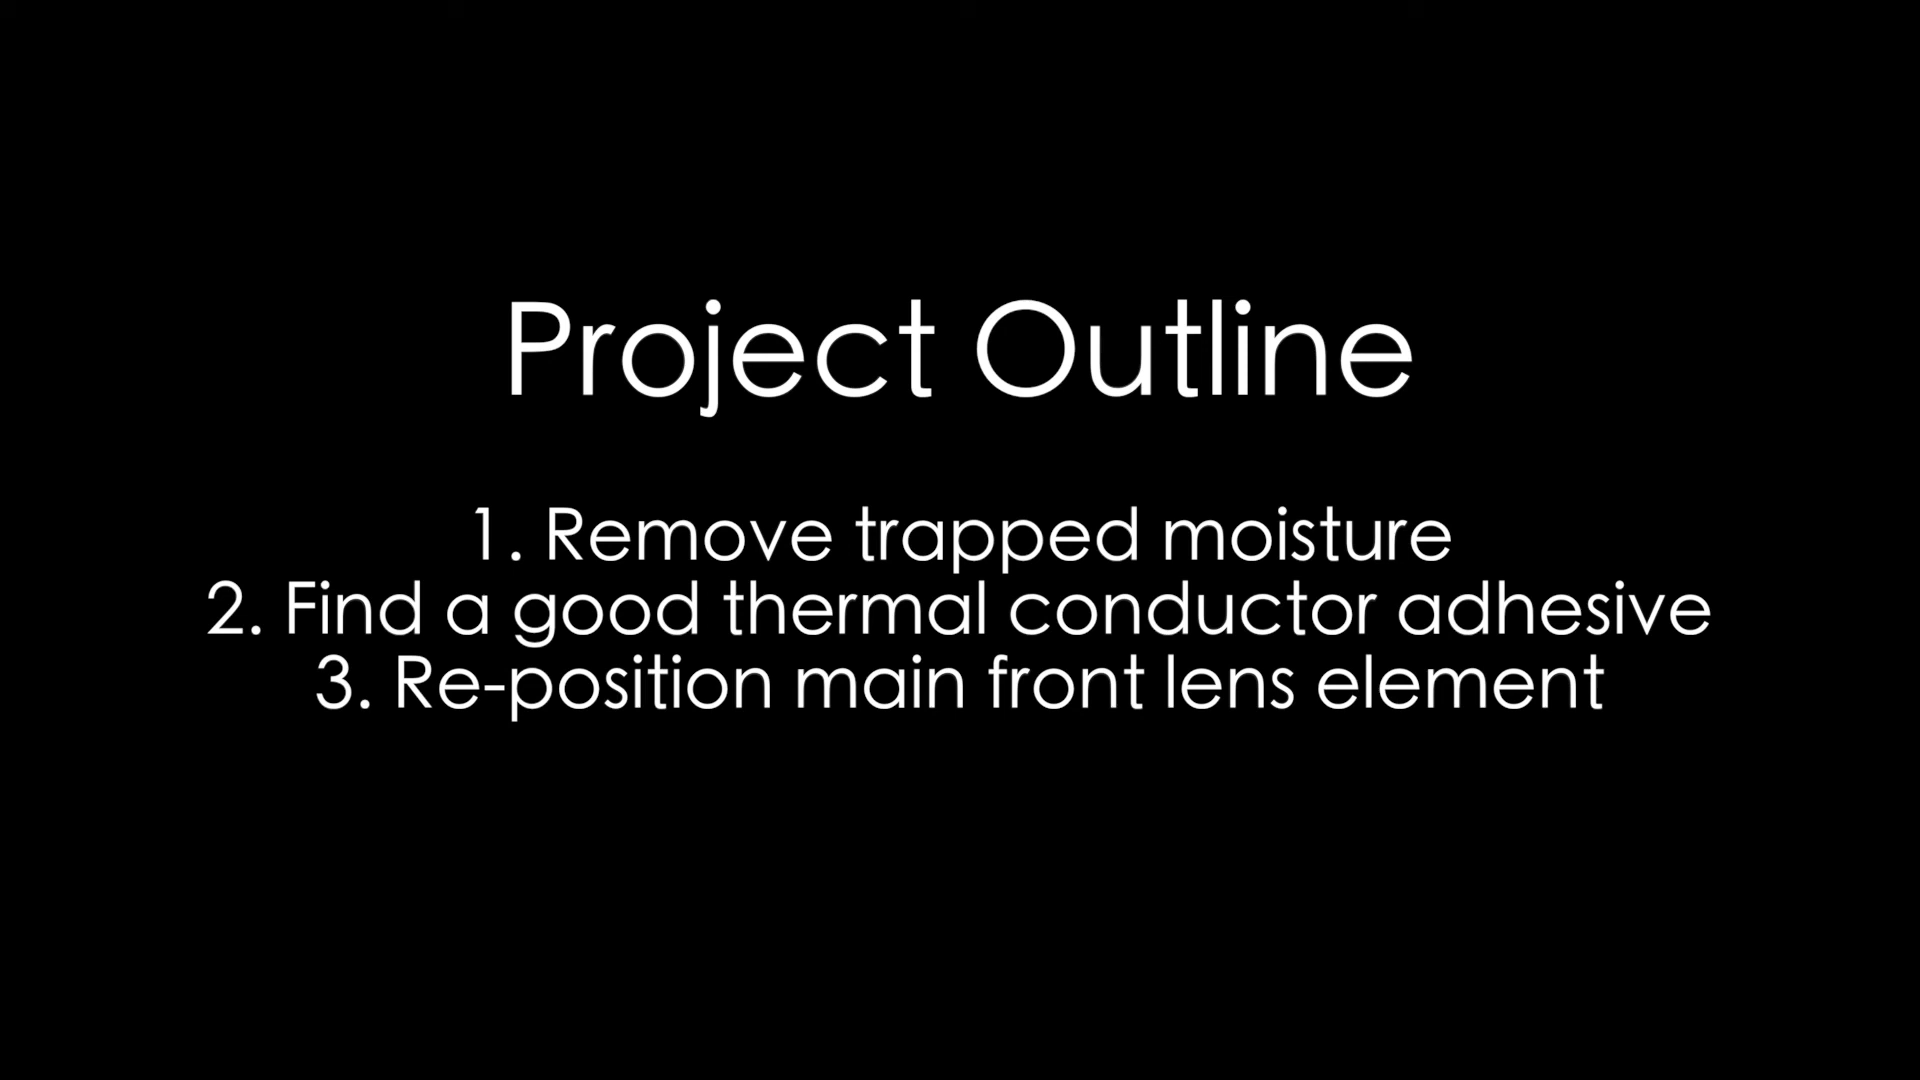 Project Outline
1. Remove trapped moisture
2. Find a good thermal conductor adhesive
3. Re-position main front lens element